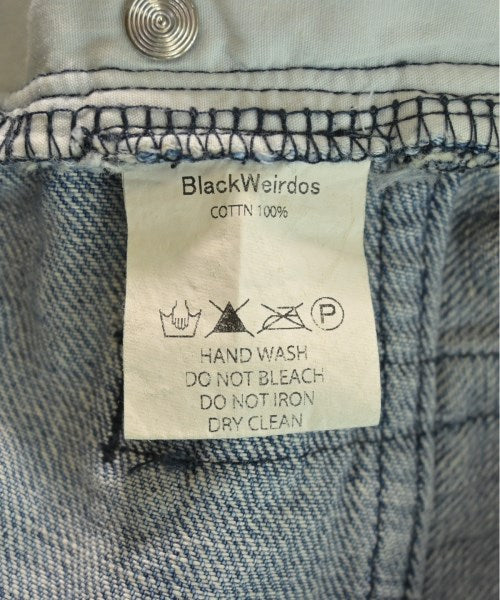 BlackWeirdos
COTTN 100%
P
HAND WASH
DO NOT BLEACH
DO NOT IRON
DRY CLEAN